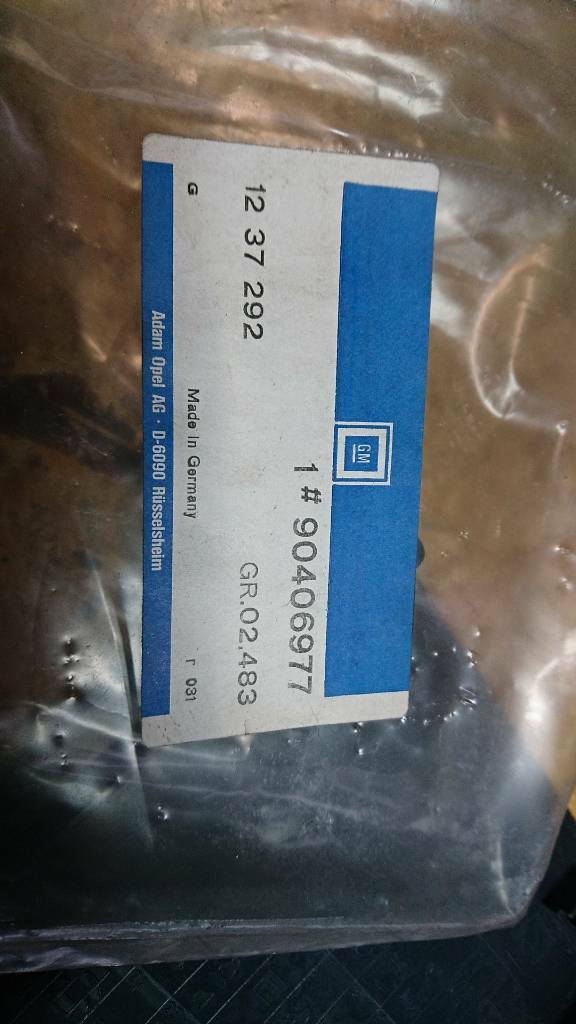 GM
1 # 90406977
12 37 292 GR.02.483
G Made in Germany r 031
Adam Opel AG · D-6090 Rüsselsheim